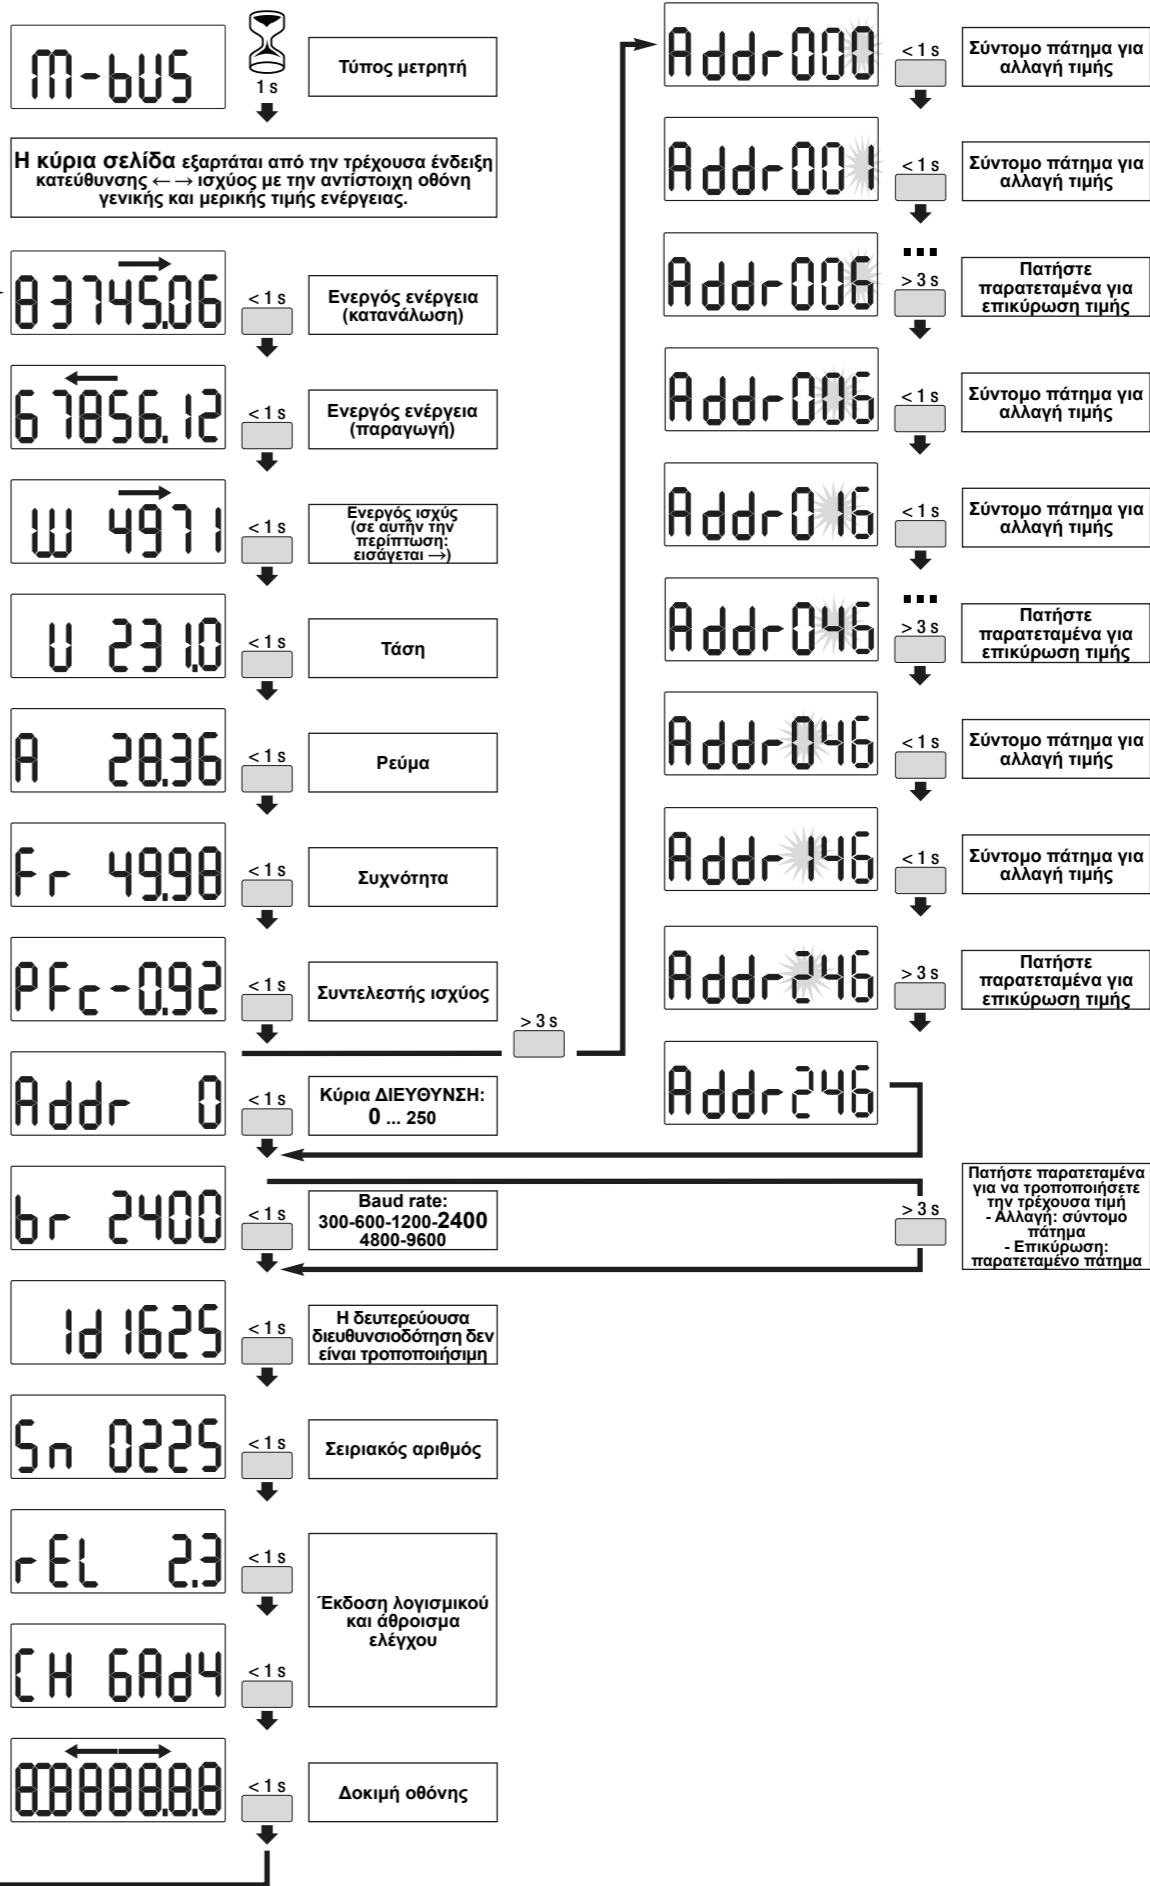 M-bUS
1 s
Τύπος μετρητή
Η κύρια σελίδα εξαρτάται από την τρέχουσα ένδειξη
κατεύθυνσης ←→ ισχύος με την αντίστοιχη οθόνη
γενικής και μερικής τιμής ενέργειας.
83745.06
< 1 s
Ενεργός ενέργεια
(κατανάλωση)
67856.12
< 1 s
Ενεργός ενέργεια
(παραγωγή)
W 4971
< 1 s
Ενεργός ισχύς
(σε αυτήν την
περίπτωση:
εισάγεται →)
U 231.0
< 1 s
Τάση
A 28.36
< 1 s
Ρεύμα
Fr 49.98
< 1 s
Συχνότητα
PFc-0.92
< 1 s
Συντελεστής ισχύος
> 3 s
Addr 0
< 1 s
Κύρια ΔΙΕΥΘΥΝΣΗ:
0 ... 250
br 2400
< 1 s
Baud rate:
300-600-1200-2400
4800-9600
Id 1625
< 1 s
Η δευτερεύουσα
διευθυνσιοδότηση δεν
είναι τροποποιήσιμη
Sn 0225
< 1 s
Σειριακός αριθμός
rEL 2.3
< 1 s
Έκδοση λογισμικού
και άθροισμα
ελέγχου
CH 6Ad4
< 1 s
88888.8.8
< 1 s
Δοκιμή οθόνης
Addr000
< 1 s
Σύντομο πάτημα για
αλλαγή τιμής
Addr001
< 1 s
Σύντομο πάτημα για
αλλαγή τιμής
Addr006
...
> 3 s
Πατήστε
παρατεταμένα για
επικύρωση τιμής
Addr006
< 1 s
Σύντομο πάτημα για
αλλαγή τιμής
Addr016
< 1 s
Σύντομο πάτημα για
αλλαγή τιμής
Addr046
...
> 3 s
Πατήστε
παρατεταμένα για
επικύρωση τιμής
Addr046
< 1 s
Σύντομο πάτημα για
αλλαγή τιμής
Addr146
< 1 s
Σύντομο πάτημα για
αλλαγή τιμής
Addr246
> 3 s
Πατήστε
παρατεταμένα για
επικύρωση τιμής
Addr246
> 3 s
Πατήστε παρατεταμένα
για να τροποποιήσετε
την τρέχουσα τιμή
- Αλλαγή: σύντομο
πάτημα
- Επικύρωση:
παρατεταμένο πάτημα